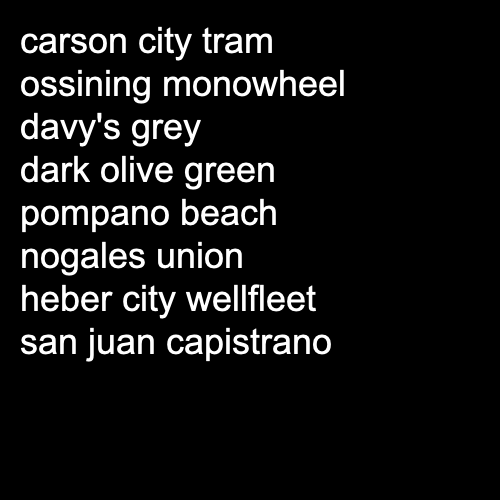 carson city tram
ossining monowheel
davy's grey
dark olive green
pompano beach
nogales union
heber city wellfleet
san juan capistrano